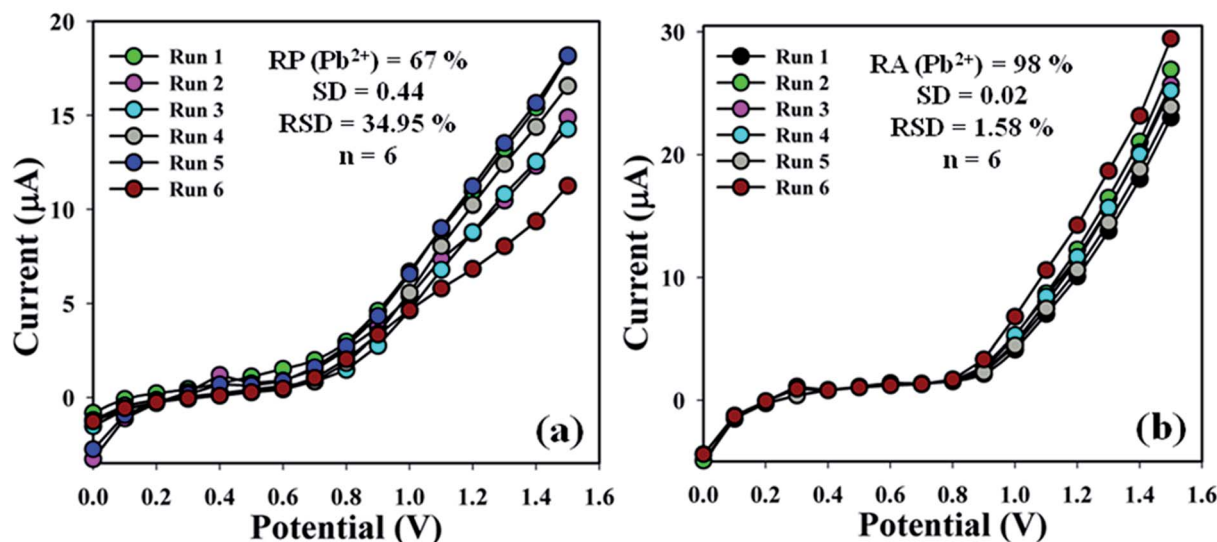 20
15
10
5
0
Current (µA)
Run 1
Run 2
Run 3
Run 4
Run 5
Run 6
RP (Pb²⁺) = 67 %
SD = 0.44
RSD = 34.95 %
n = 6
(a)
0.0 0.2 0.4 0.6 0.8 1.0 1.2 1.4 1.6
Potential (V)
30
20
10
0
Current (µA)
Run 1
Run 2
Run 3
Run 4
Run 5
Run 6
RA (Pb²⁺) = 98 %
SD = 0.02
RSD = 1.58 %
n = 6
(b)
0.0 0.2 0.4 0.6 0.8 1.0 1.2 1.4 1.6
Potential (V)